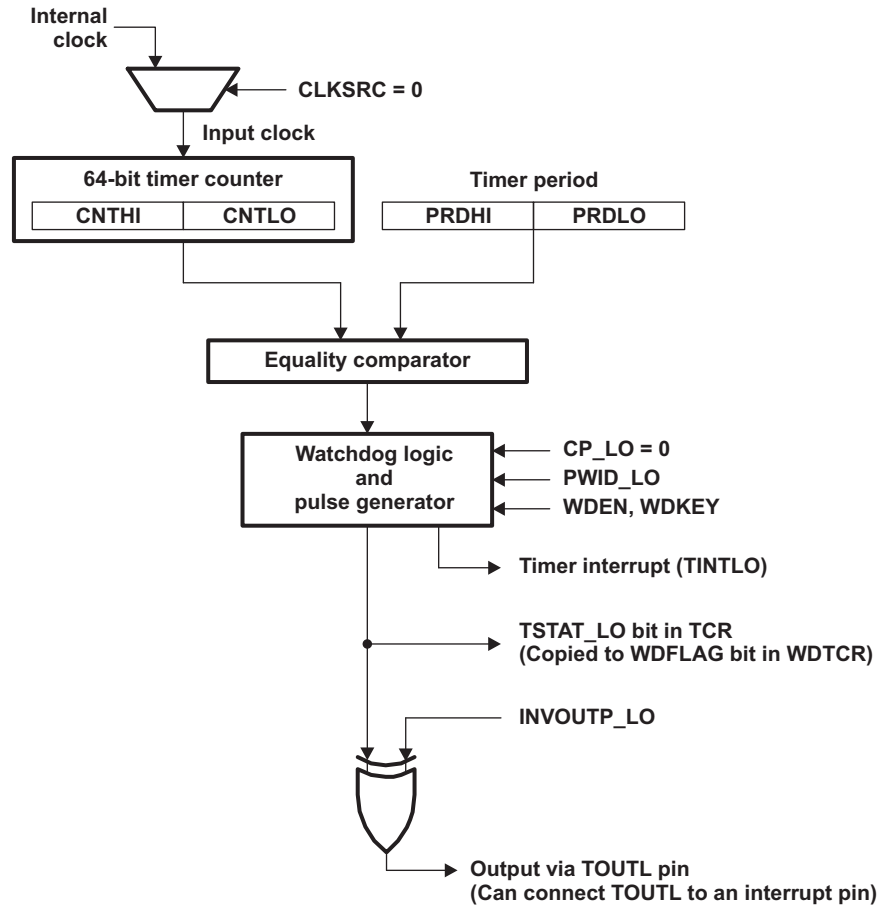 Internal
clock
CLKSRC = 0
Input clock
64-bit timer counter
Timer period
CNTHI
CNTLO
PRDHI
PRDLO
Equality comparator
Watchdog logic
and
pulse generator
CP_LO = 0
PWID_LO
WDEN, WDKEY
Timer interrupt (TINTLO)
TSTAT_LO bit in TCR
(Copied to WDFLAG bit in WDTCR)
INVOUTP_LO
Output via TOUTL pin
(Can connect TOUTL to an interrupt pin)